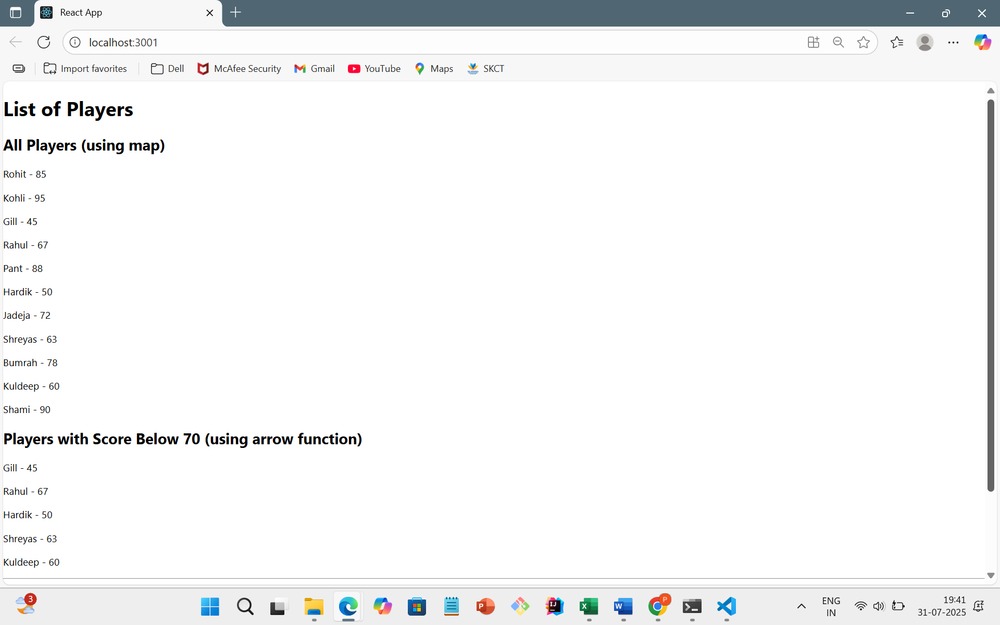 React App
localhost:3001
Import favorites
Dell
McAfee Security
Gmail
YouTube
Maps
SKCT
List of Players
All Players (using map)
Rohit - 85
Kohli - 95
Gill - 45
Rahul - 67
Pant - 88
Hardik - 50
Jadeja - 72
Shreyas - 63
Bumrah - 78
Kuldeep - 60
Shami - 90
Players with Score Below 70 (using arrow function)
Gill - 45
Rahul - 67
Hardik - 50
Shreyas - 63
Kuldeep - 60
3
P
ENG
IN
19:41
31-07-2025